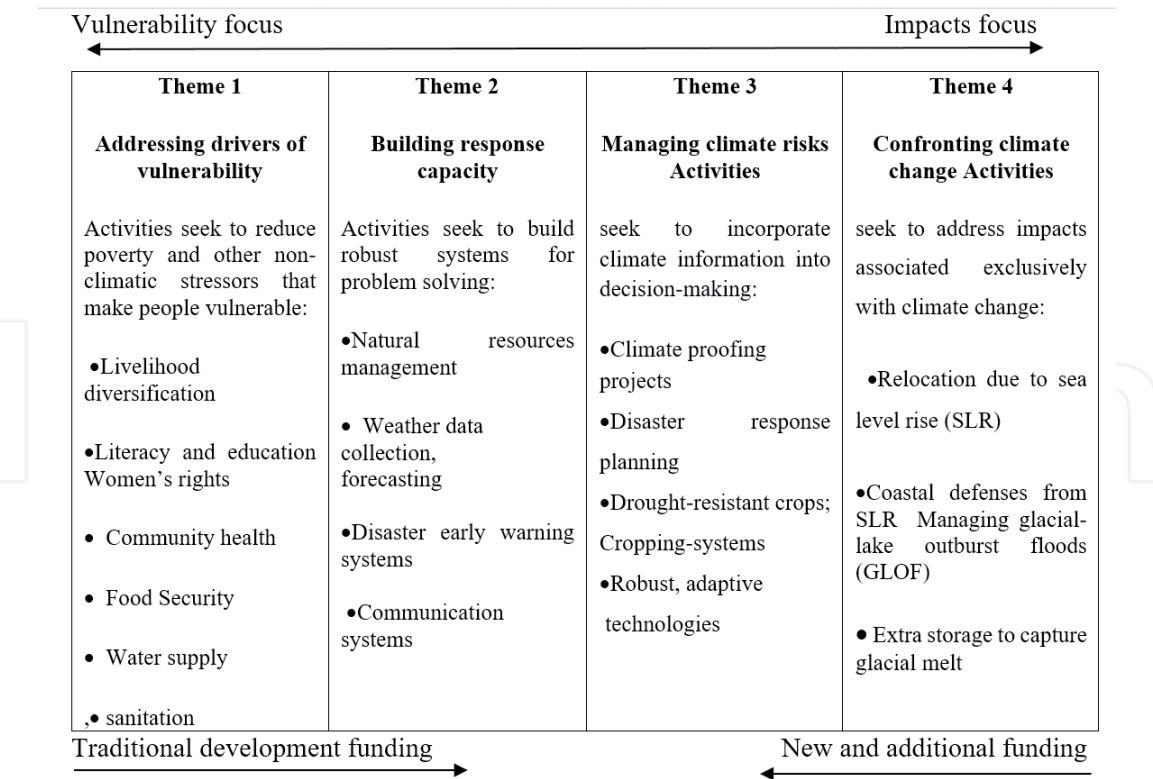 Vulnerability focus
Impacts focus
Theme 1
Addressing drivers of
vulnerability
Activities seek to reduce
poverty and other non-
climatic stressors that
make people vulnerable:
•Livelihood
diversification
•Literacy and education
Women’s rights
• Community health
• Food Security
• Water supply
,• sanitation
Theme 2
Building response
capacity
Activities seek to build
robust systems for
problem solving:
•Natural resources
management
• Weather data
collection,
forecasting
•Disaster early warning
systems
•Communication
systems
Theme 3
Managing climate risks
Activities
seek to incorporate
climate information into
decision-making:
•Climate proofing
projects
•Disaster response
planning
•Drought-resistant crops;
Cropping-systems
•Robust, adaptive
technologies
Theme 4
Confronting climate
change Activities
seek to address impacts
associated exclusively
with climate change:
•Relocation due to sea
level rise (SLR)
•Coastal defenses from
SLR Managing glacial-
lake outburst floods
(GLOF)
• Extra storage to capture
glacial melt
Traditional development funding
New and additional funding